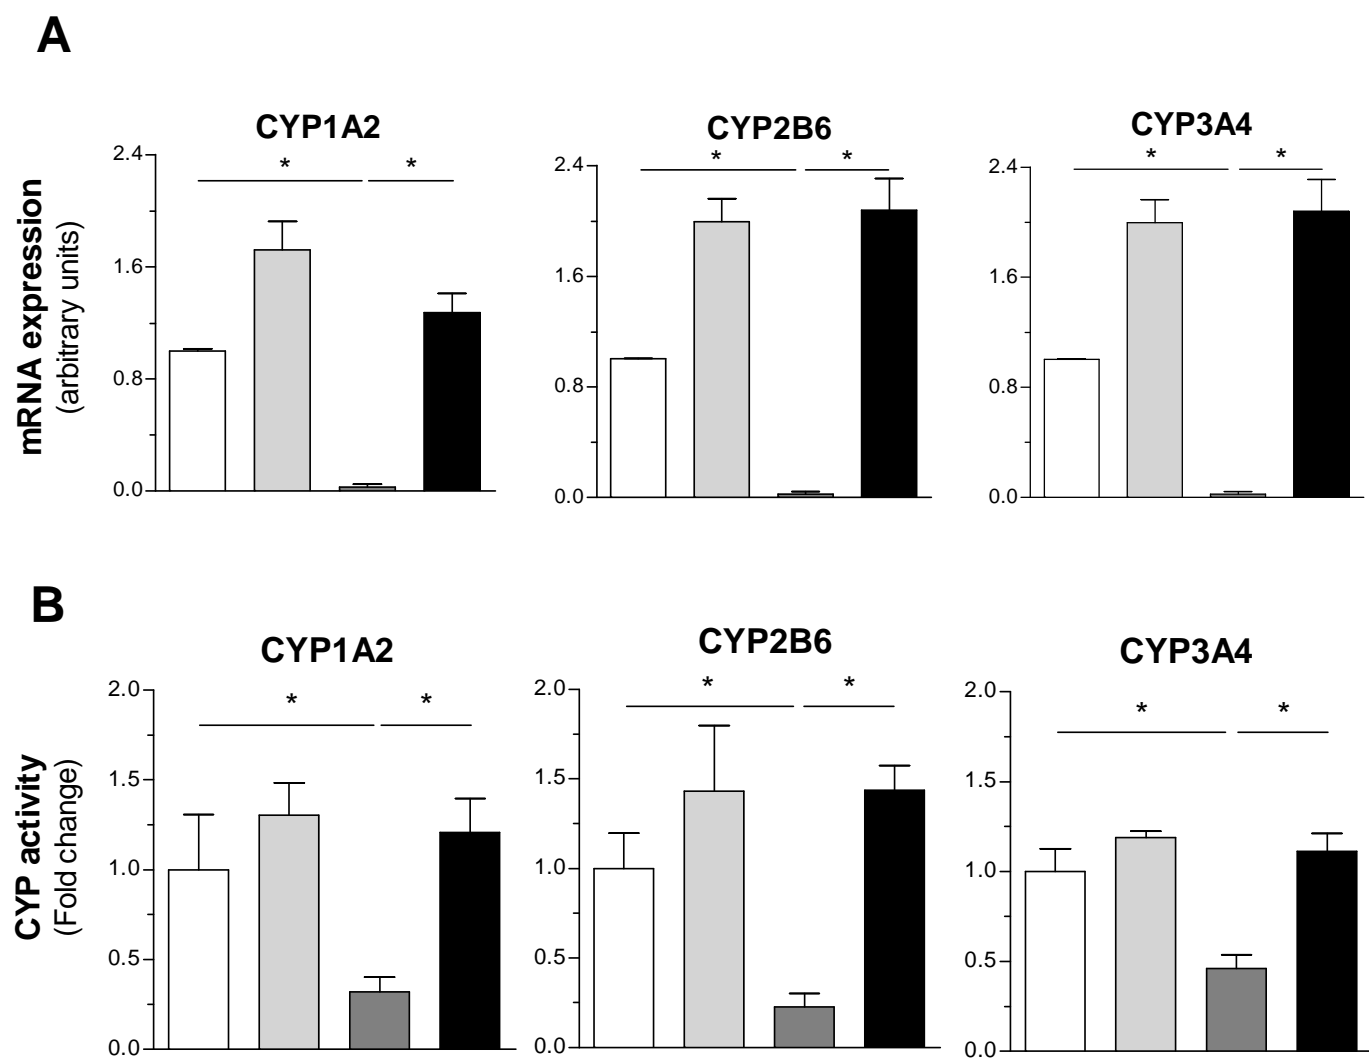 A
CYP1A2
CYP2B6
CYP3A4
mRNA expression
(arbitrary units)
2.4
1.6
0.8
0.0
* *
2.4
1.6
0.8
0.0
* *
2.4
1.6
0.8
0.0
* *
B
CYP1A2
CYP2B6
CYP3A4
CYP activity
(Fold change)
2.0
1.5
1.0
0.5
0.0
* *
2.0
1.5
1.0
0.5
0.0
* *
2.0
1.5
1.0
0.5
0.0
* *